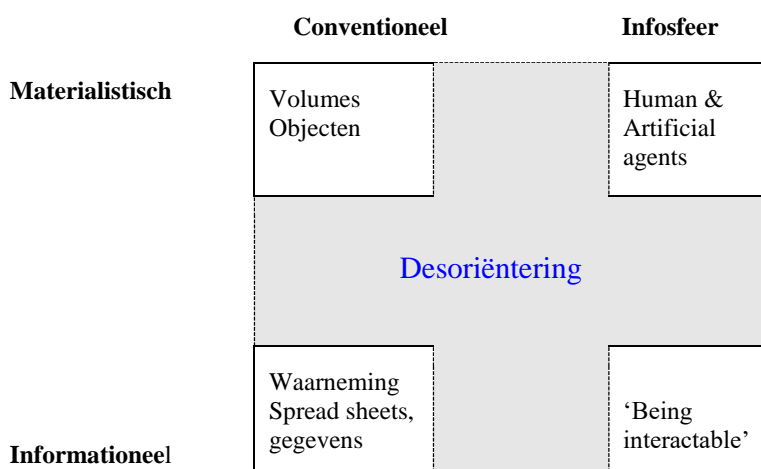 Conventioneel Infosfeer
Materialistisch
Volumes
Objecten
Human &
Artificial
agents
Desoriëntering
Waarneming
Spread sheets,
gegevens
‘Being
interactable’
Informationeel